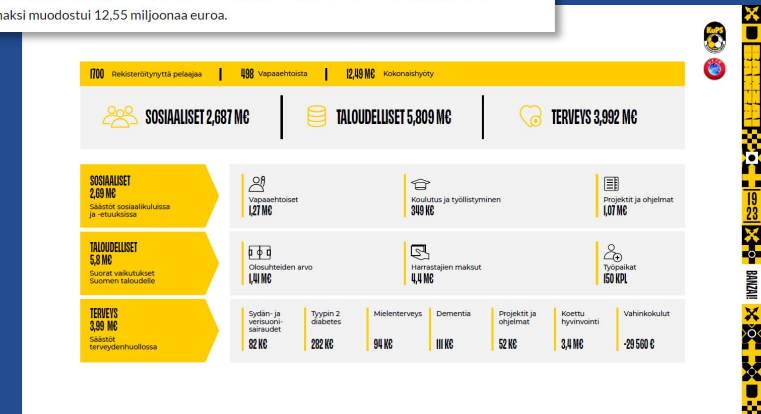 maksi muodostui 12,55 miljoonaa euroa.
1700 Rekisteröitynyttä pelaajaa | 498 Vapaaehtoista | 12,49 M€ Kokonaishyöty
SOSIAALISET 2,687 M€ | TALOUDELLISET 5,809 M€ | TERVEYS 3,992 M€
SOSIAALISET
2,69 M€
Säästöt sosiaalikuluissa
ja -etuuksissa
Vapaaehtoiset
1,27 M€
Koulutus ja työllistyminen
349 K€
Projektit ja ohjelmat
1,07 M€
TALOUDELLISET
5,8 M€
Suorat vaikutukset
Suomen taloudelle
Olosuhteiden arvo
1,41 M€
Harrastajien maksut
4,4 M€
Työpaikat
150 KPL
TERVEYS
3,99 M€
Säästöt
terveydenhuollossa
Sydän- ja
verisuoni-
sairaudet
82 K€
Tyypin 2
diabetes
282 K€
Mielenterveys
94 K€
Dementia
111 K€
Projektit ja
ohjelmat
52 K€
Koettu
hyvinvointi
3,4 M€
Vahinkokulut
-29 560 €
KuPS
19
23
BANZAI!